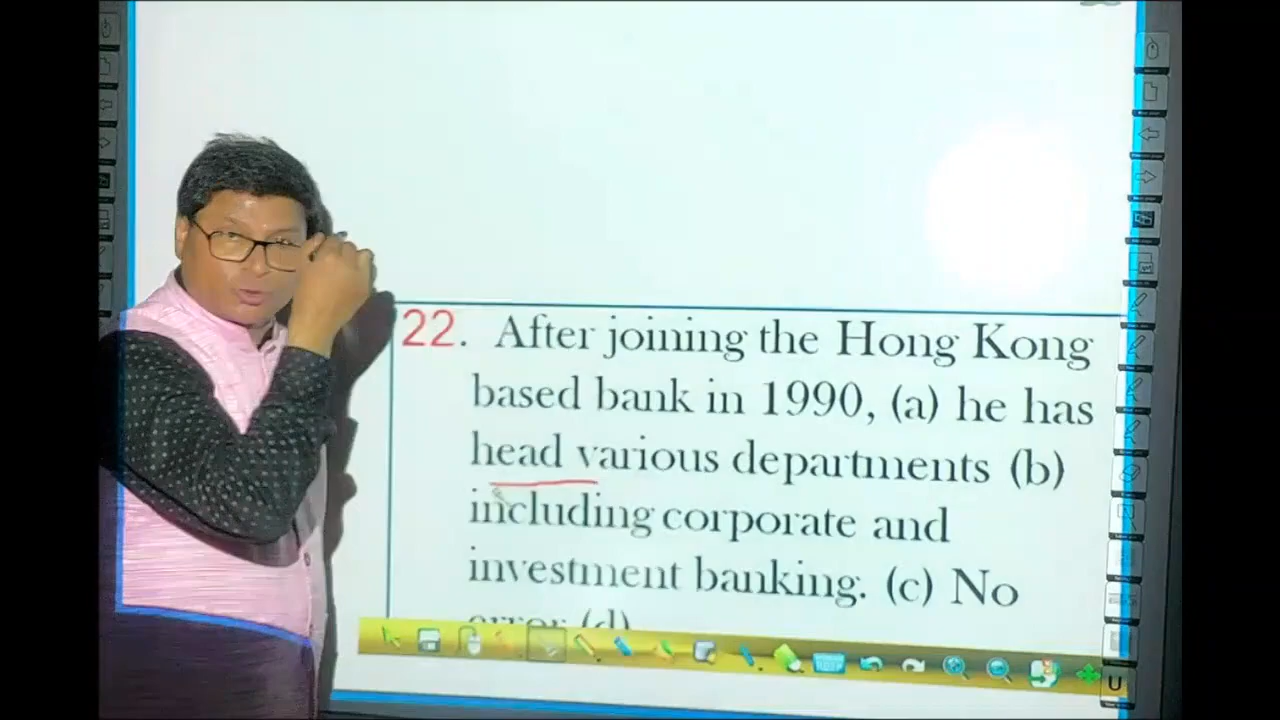 22. After joining the Hong Kong
based bank in 1990, (a) he has
head various departments (b)
including corporate and
investment banking. (c) No
error (d)
U